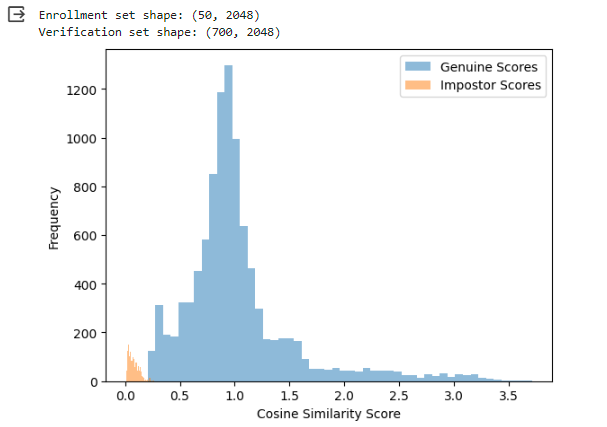 Enrollment set shape: (50, 2048)
Verification set shape: (700, 2048)
Genuine Scores
Impostor Scores
1200
1000
800
600
400
200
0
Frequency
0.0 0.5 1.0 1.5 2.0 2.5 3.0 3.5
Cosine Similarity Score